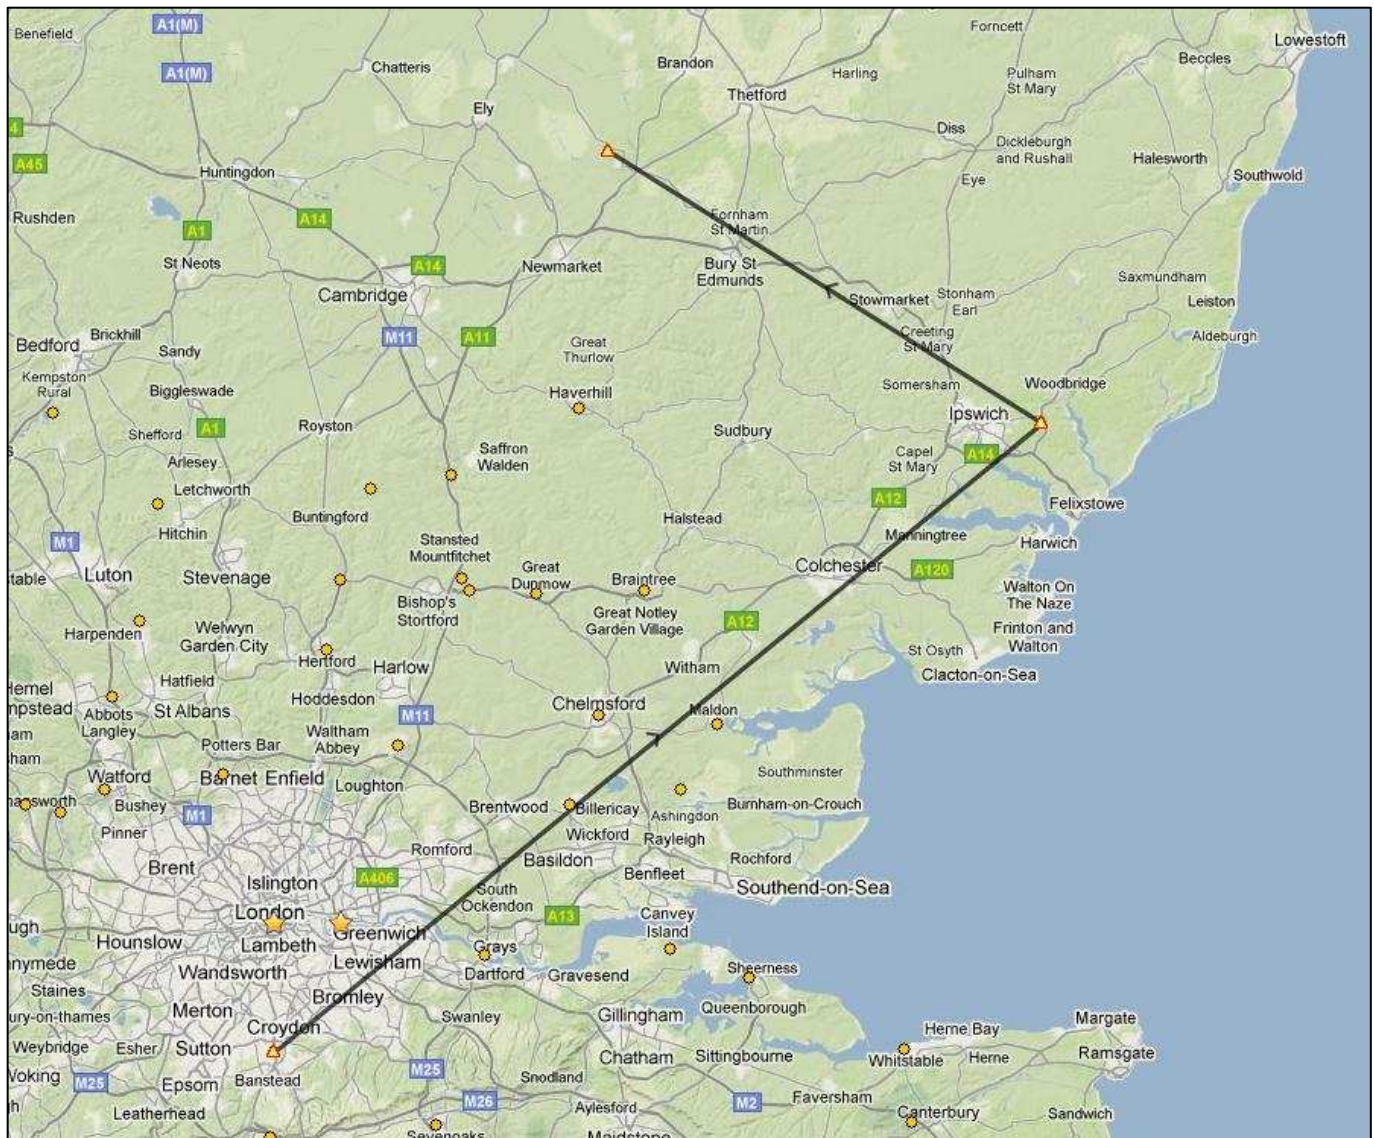 A1(M)
Benefield
Forncett
Lowestoft
Beccles
A1(M)
Chatteris
Brandon
Harling
Pulham
St Mary
Thetford
Ely
4
Diss
Dickleburgh
and Rushall
Halesworth
A45
Huntingdon
Eye
Southwold
Rushden
A14
Fornham
St Martin
A1
St Neots
A14
Newmarket
Bury St
Edmunds
Saxmundham
Cambridge
Stowmarket
Stonham
Earl
Leiston
Brickhill
M11
A11
Creeting
St Mary
Aldeburgh
Bedford
Sandy
Great
Thurlow
Kempston
Rural
Biggleswade
Haverhill
Somersham
Woodbridge
Ipswich
Shefford
A1
Royston
Sudbury
Saffron
Walden
Capel
St Mary
A14
Arlesey
Letchworth
A12
Felixstowe
Buntingford
Halstead
Hitchin
M1
Stansted
Mountfitchet
Manningtree
Harwich
Luton
Stevenage
Great
Dunmow
Braintree
Colchester
A120
Walton On
The Naze
Bishop's
Stortford
Great Notley
Garden Village
A12
Harpenden
Welwyn
Garden City
Frinton and
Walton
St Osyth
Hertford
Harlow
Witham
Clacton-on-Sea
Hatfield
Hoddesdon
Abbots
Langley
St Albans
M11
Chelmsford
Maldon
Waltham
Abbey
Potters Bar
Watford
Barnet
Enfield
Loughton
Southminster
Bushey
M1
Brentwood
Billericay
Ashingdon
Burnham-on-Crouch
Pinner
Wickford
Rayleigh
Romford
Basildon
Rochford
Brent
Islington
A406
Benfleet
Southend-on-Sea
South
Ockendon
London
A13
Canvey
Island
Hounslow
Lambeth
Greenwich
Grays
Wandsworth
Lewisham
Dartford
Gravesend
Sheerness
Staines
Merton
Bromley
Queenborough
Croydon
Swanley
Gillingham
Herne Bay
Margate
Weybridge
Esher
Sutton
Chatham
Sittingbourne
Whitstable
Herne
Ramsgate
M25
Epsom
Banstead
M25
Snodland
Leatherhead
M26
Aylesford
M2
Faversham
Canterbury
Sandwich
Sevenoaks
Maidstone